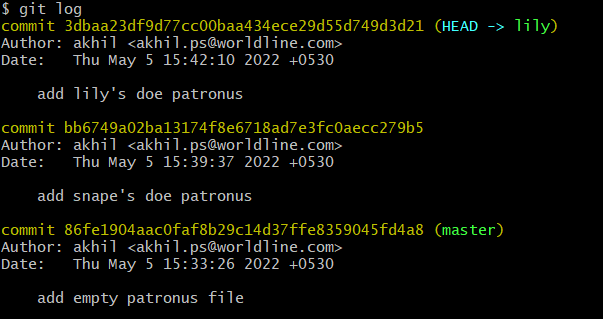 $ git log
commit 3dbaa23df9d77cc00baa434ece29d55d749d3d21 (HEAD -> lily)
Author: akhil <akhil.ps@worldline.com>
Date:   Thu May 5 15:42:10 2022 +0530
add lily's doe patronus
commit bb6749a02ba13174f8e6718ad7e3fc0aecc279b5
Author: akhil <akhil.ps@worldline.com>
Date:   Thu May 5 15:39:37 2022 +0530
add snape's doe patronus
commit 86fe1904aac0faf8b29c14d37ffe8359045fd4a8 (master)
Author: akhil <akhil.ps@worldline.com>
Date:   Thu May 5 15:33:26 2022 +0530
add empty patronus file